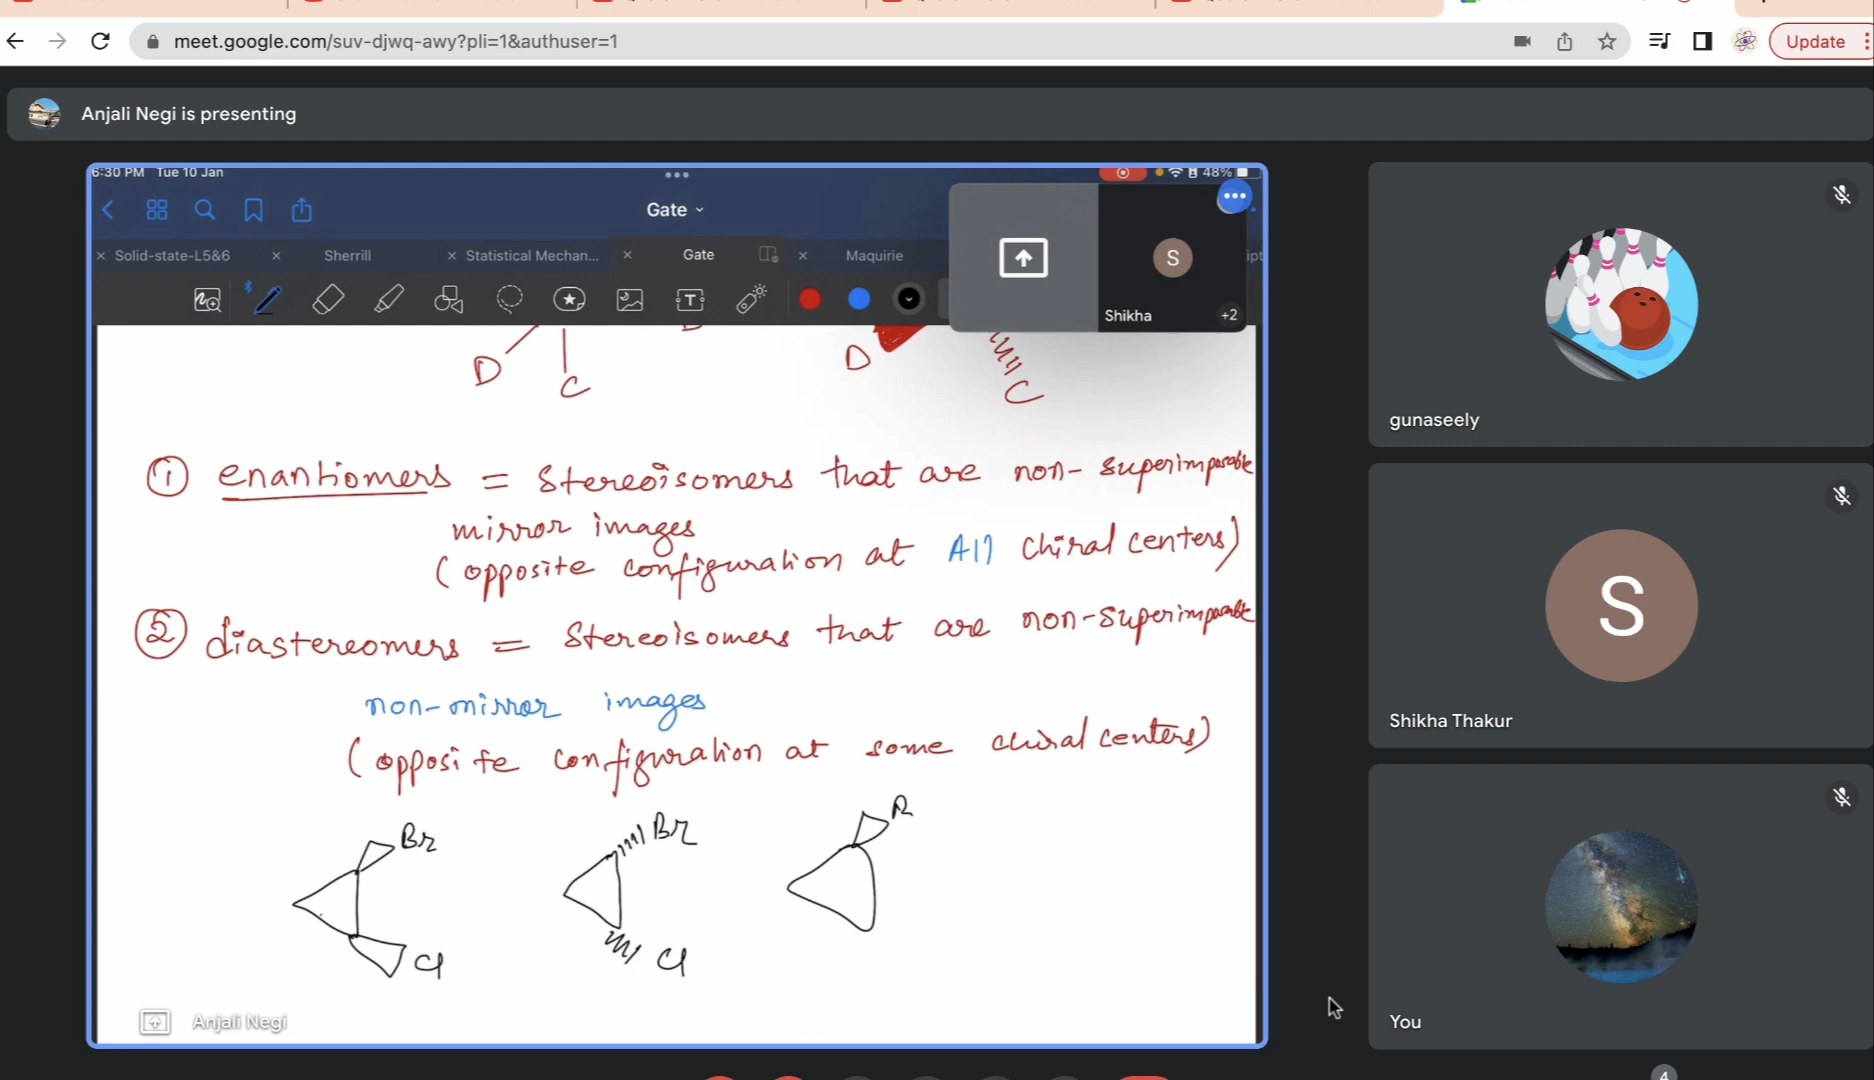 meet.google.com/suv-djwq-awy?pli=1&authuser=1
Update
Anjali Negi is presenting
6:30 PM Tue 10 Jan
48%
Gate
Solid-state-L5&6
Sherrill
Statistical Mechan...
Gate
Maquirie
ipt
T
S
Shikha
+2
D
C
D
C
① enantiomers = Stereoisomers that are non-superimposable
mirror images
(opposite configuration at All chiral centers)
② diastereomers = Stereoisomers that are non-superimposable
non-mirror images
(opposite configuration at some chiral centers)
Br
Br
Cl
Cl
Anjali Negi
gunaseely
S
Shikha Thakur
You
4